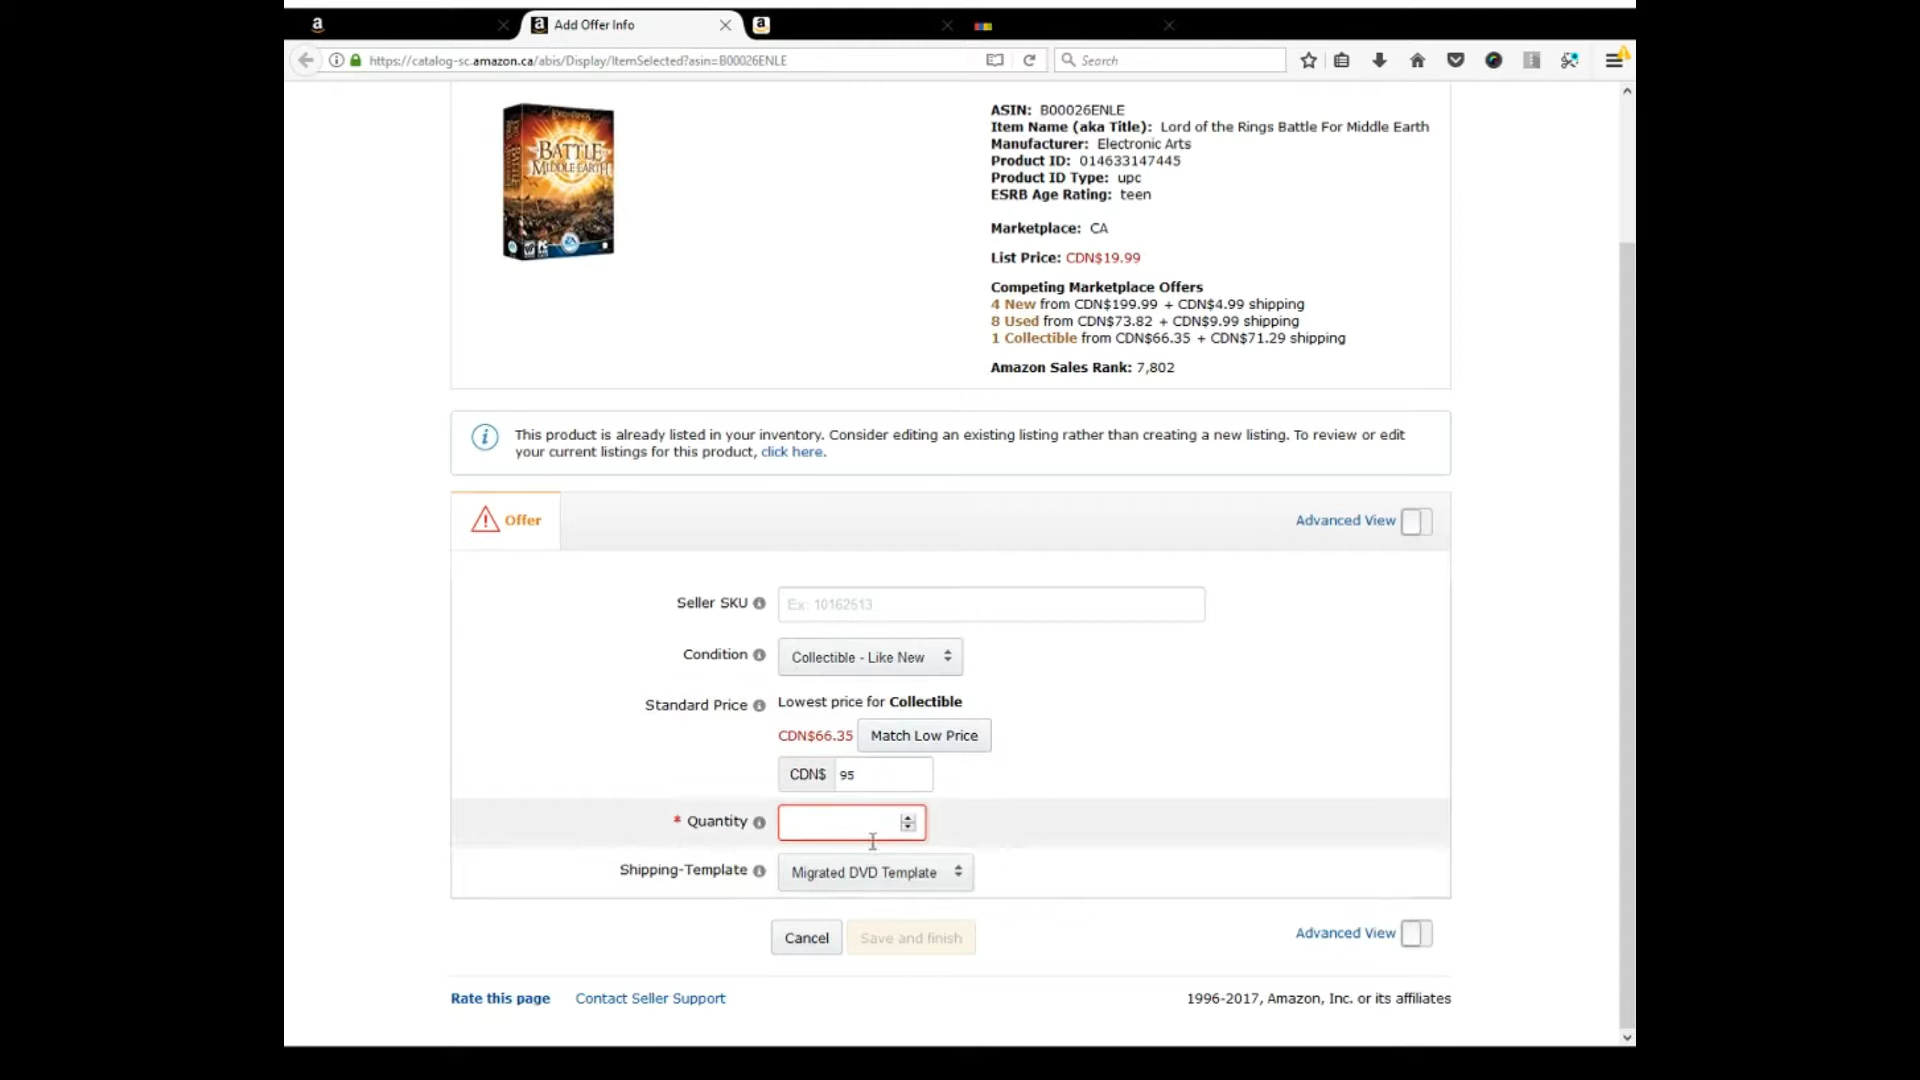 Add Offer Info
https://catalog-sc.amazon.ca/abis/Display/ItemSelected?asin=B00026ENLE
Search
BATTLE
MIDDLE-EARTH
ASIN: B00026ENLE
Item Name (aka Title): Lord of the Rings Battle For Middle Earth
Manufacturer: Electronic Arts
Product ID: 014633147445
Product ID Type: upc
ESRB Age Rating: teen
Marketplace: CA
List Price: CDN$19.99
Competing Marketplace Offers
4 New from CDN$199.99 + CDN$4.99 shipping
8 Used from CDN$73.82 + CDN$9.99 shipping
1 Collectible from CDN$66.35 + CDN$71.29 shipping
Amazon Sales Rank: 7,802
This product is already listed in your inventory. Consider editing an existing listing rather than creating a new listing. To review or edit
your current listings for this product, click here.
Offer
Advanced View
Seller SKU
Ex: 10162513
Condition
Collectible - Like New
Standard Price
Lowest price for Collectible
CDN$66.35
Match Low Price
CDN$ 95
* Quantity
Shipping-Template
Migrated DVD Template
Cancel
Save and finish
Advanced View
Rate this page
Contact Seller Support
1996-2017, Amazon, Inc. or its affiliates